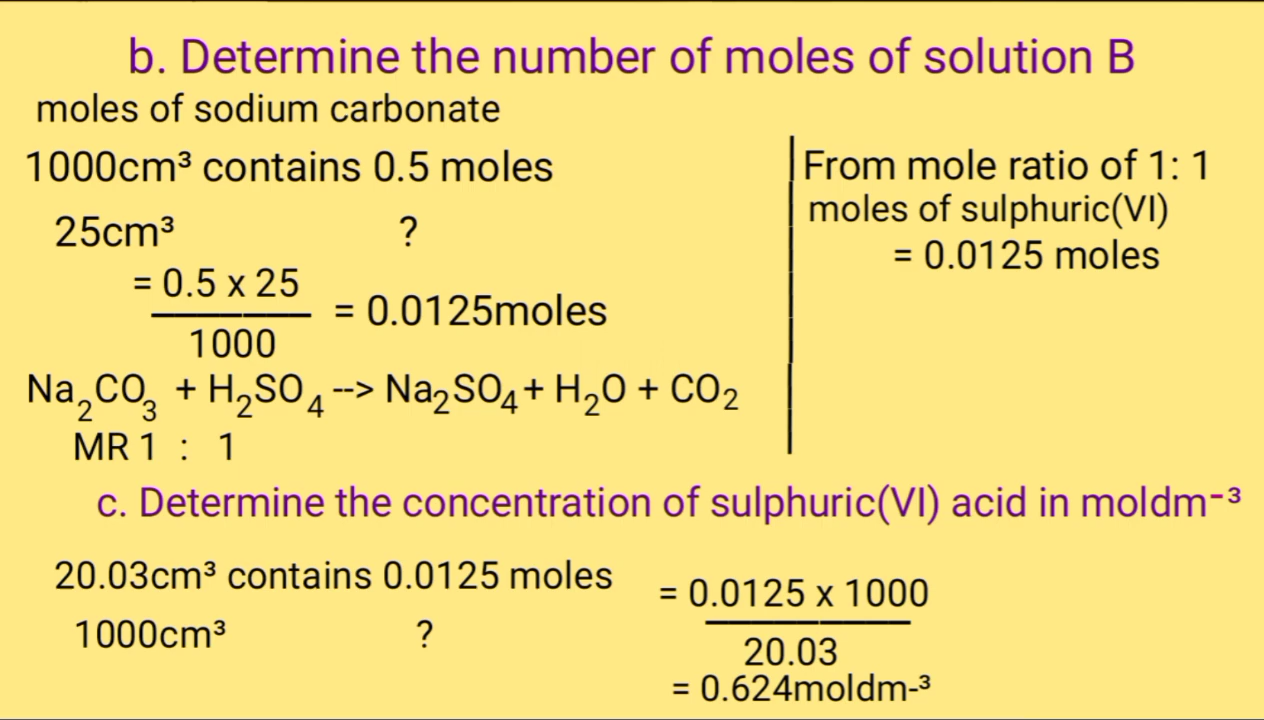 b. Determine the number of moles of solution B
moles of sodium carbonate
1000cm³ contains 0.5 moles
25cm³ ?
= 0.5 x 25
1000
= 0.0125moles
Na₂CO₃ + H₂SO₄ --> Na₂SO₄ + H₂O + CO₂
MR 1 : 1
From mole ratio of 1: 1
moles of sulphuric(VI)
= 0.0125 moles
c. Determine the concentration of sulphuric(VI) acid in moldm-³
20.03cm³ contains 0.0125 moles
1000cm³ ?
= 0.0125 x 1000
20.03
= 0.624moldm-³